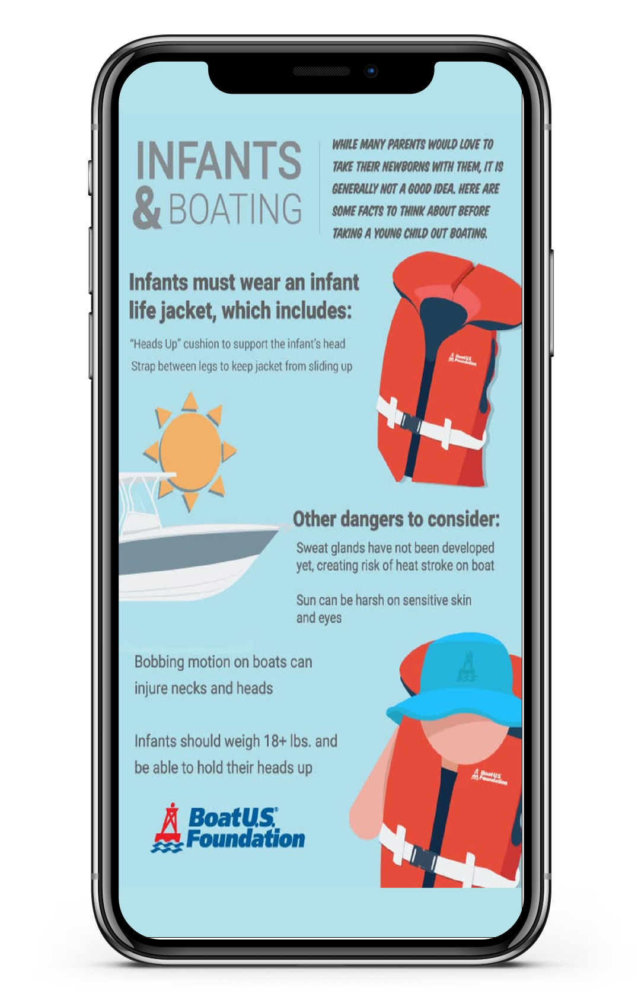 INFANTS
& BOATING
WHILE MANY PARENTS WOULD LOVE TO
TAKE THEIR NEWBORNS WITH THEM, IT IS
GENERALLY NOT A GOOD IDEA. HERE ARE
SOME FACTS TO THINK ABOUT BEFORE
TAKING A YOUNG CHILD OUT BOATING.
Infants must wear an infant
life jacket, which includes:
“Heads Up” cushion to support the infant’s head
Strap between legs to keep jacket from sliding up
BoatU.S.
Foundation
Other dangers to consider:
Sweat glands have not been developed
yet, creating risk of heat stroke on boat
Sun can be harsh on sensitive skin
and eyes
Bobbing motion on boats can
injure necks and heads
Infants should weigh 18+ lbs. and
be able to hold their heads up
BoatU.S.
Foundation
BoatU.S.®
Foundation